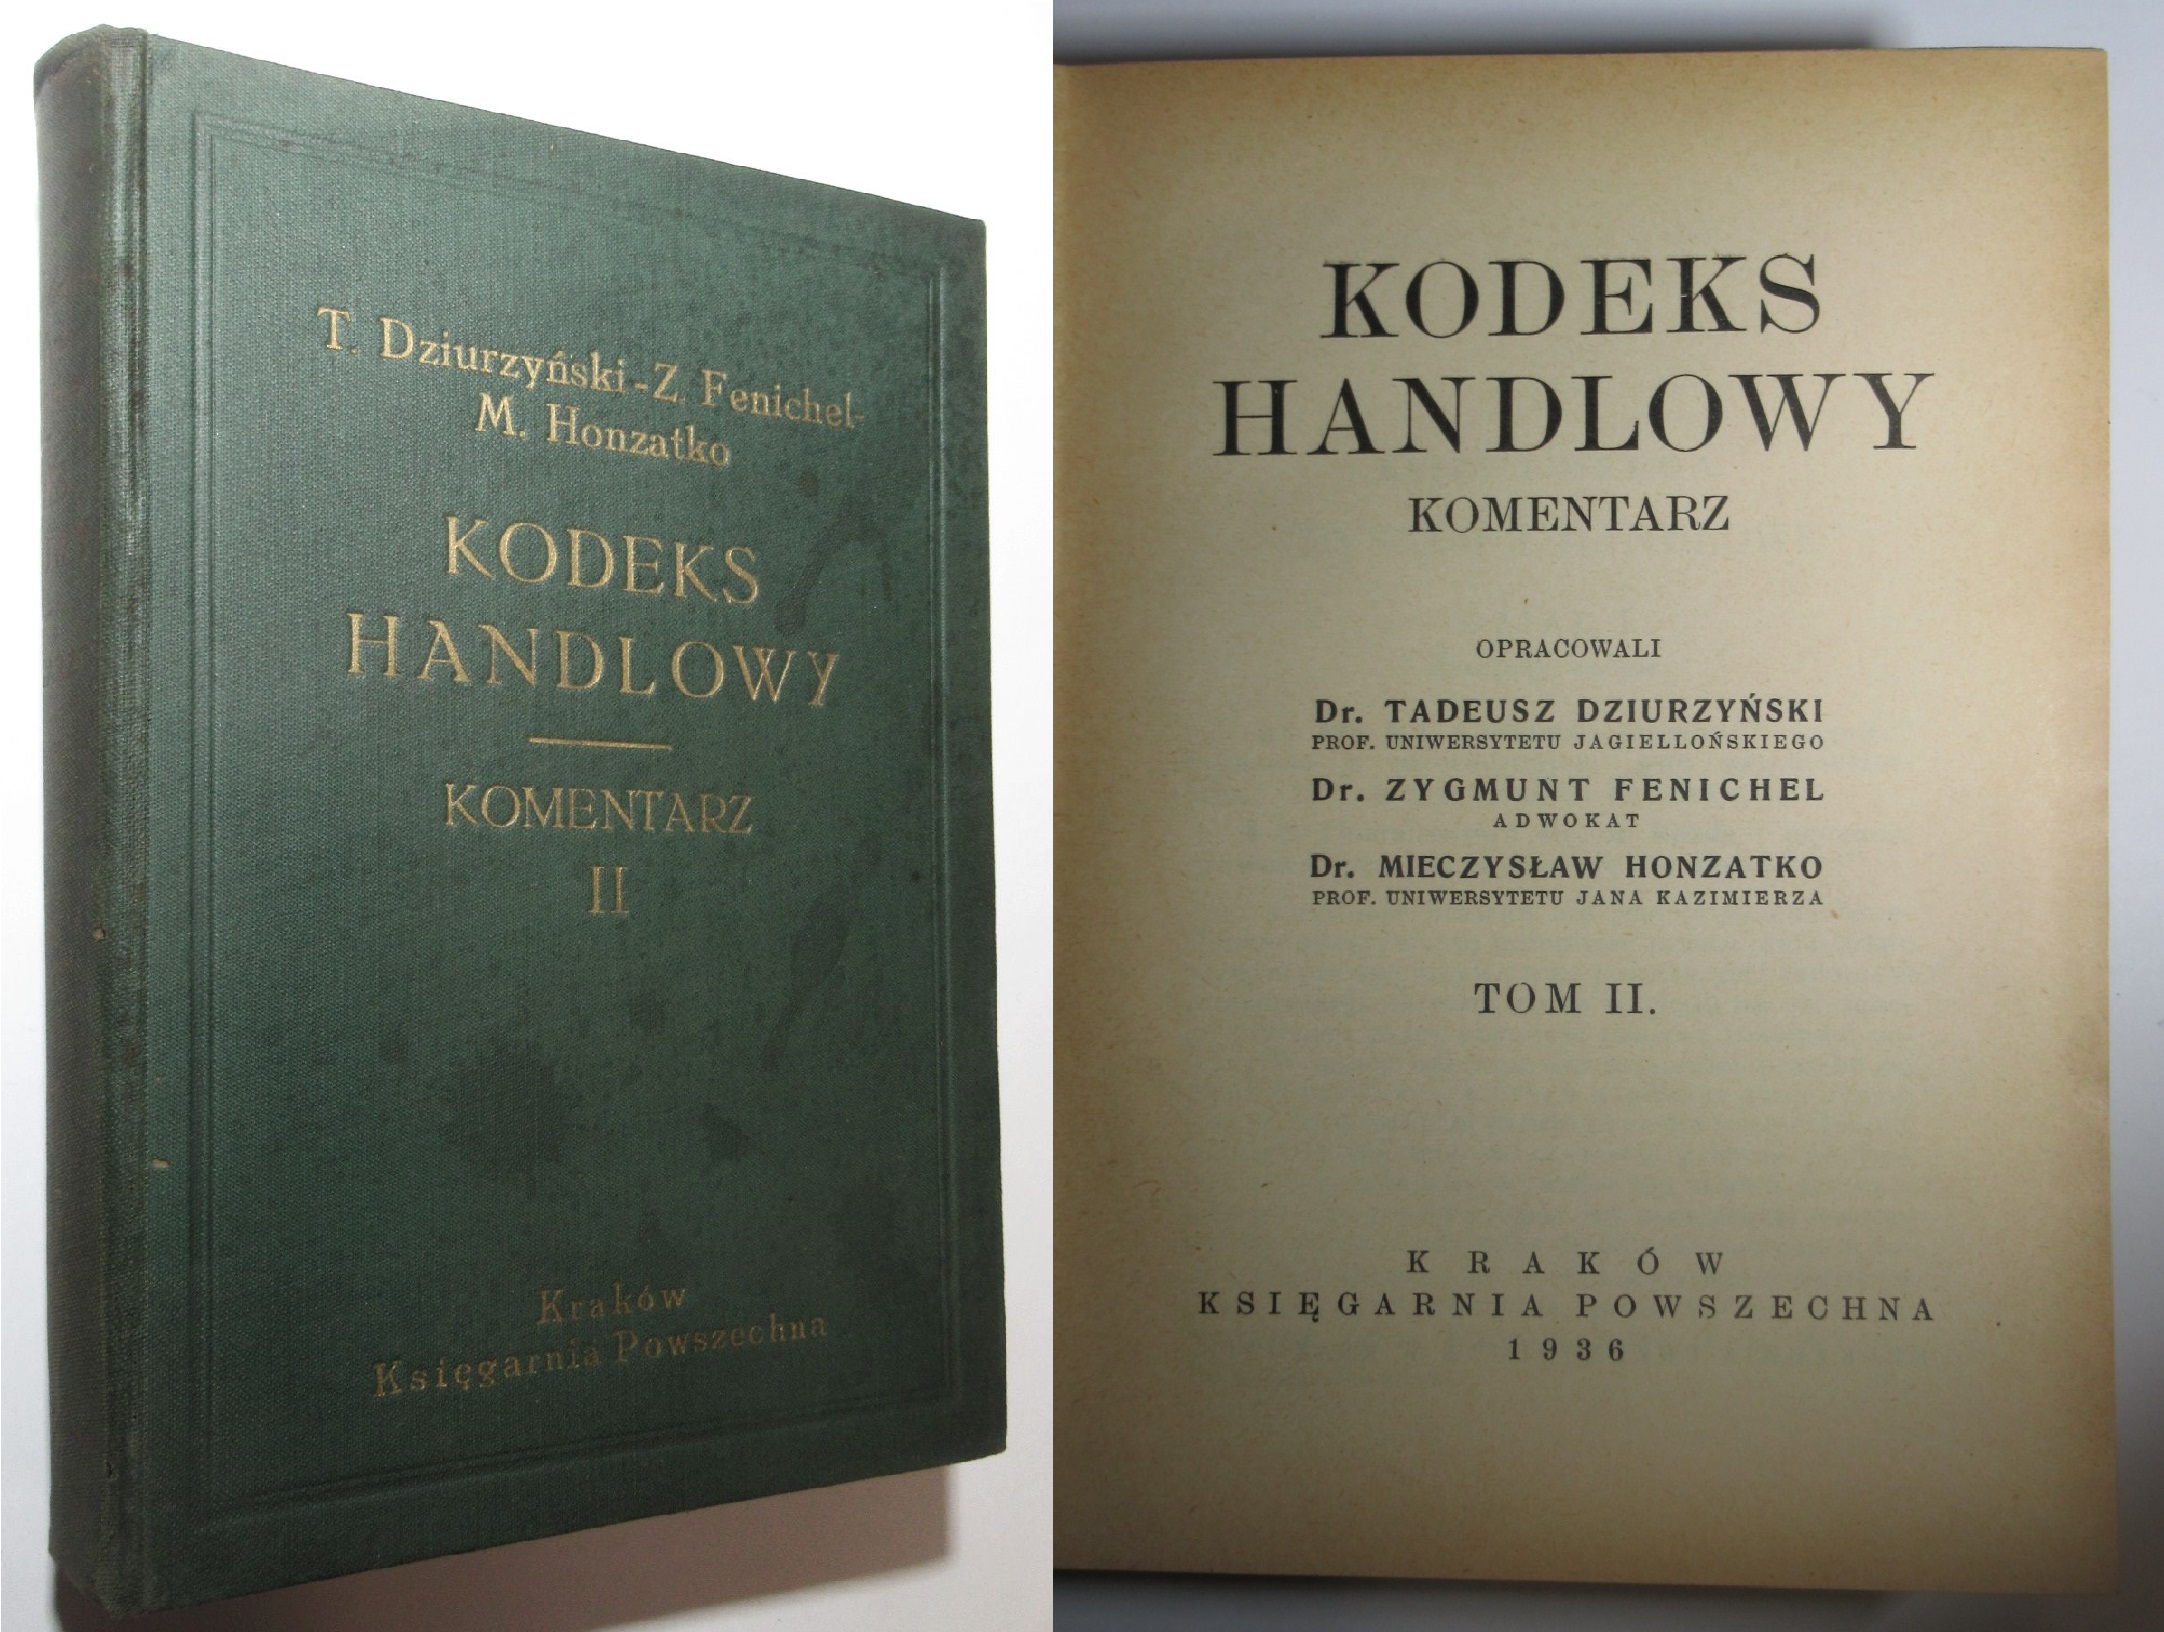 T. Dziurzyński-Z. Fenichel-
M. Honzatko
KODEKS
HANDLOWY
KOMENTARZ
II
Kraków
Księgarnia Powszechna
KODEKS
HANDLOWY
KOMENTARZ
OPRACOWALI
Dr. TADEUSZ DZIURZYŃSKI
PROF. UNIWERSYTETU JAGIELLOŃSKIEGO
Dr. ZYGMUNT FENICHEL
ADWOKAT
Dr. MIECZYSŁAW HONZATKO
PROF. UNIWERSYTETU JANA KAZIMIERZA
TOM II.
KRAKÓW
KSIĘGARNIA POWSZECHNA
1936